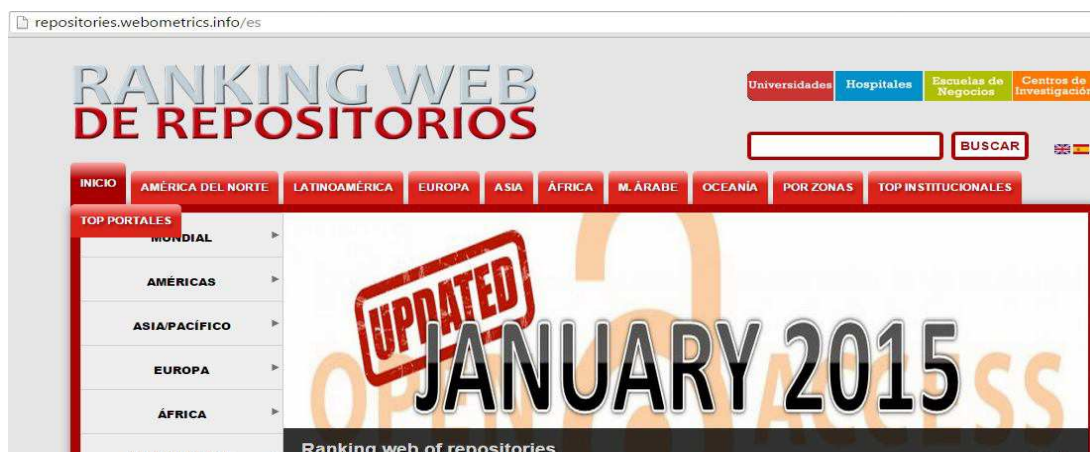 repositories.webometrics.info/es
RANKING WEB
DE REPOSITORIOS
Universidades Hospitales Escuelas de Negocios Centros de Investigación
BUSCAR
INICIO AMÉRICA DEL NORTE LATINOAMÉRICA EUROPA ASIA ÁFRICA M. ÁRABE OCEANÍA POR ZONAS TOP INSTITUCIONALES
TOP PORTALES
MUNDIAL
AMÉRICAS
ASIA/PACÍFICO
EUROPA
ÁFRICA
UPDATED
JANUARY 2015
OPEN ACCESS
Ranking web of repositories